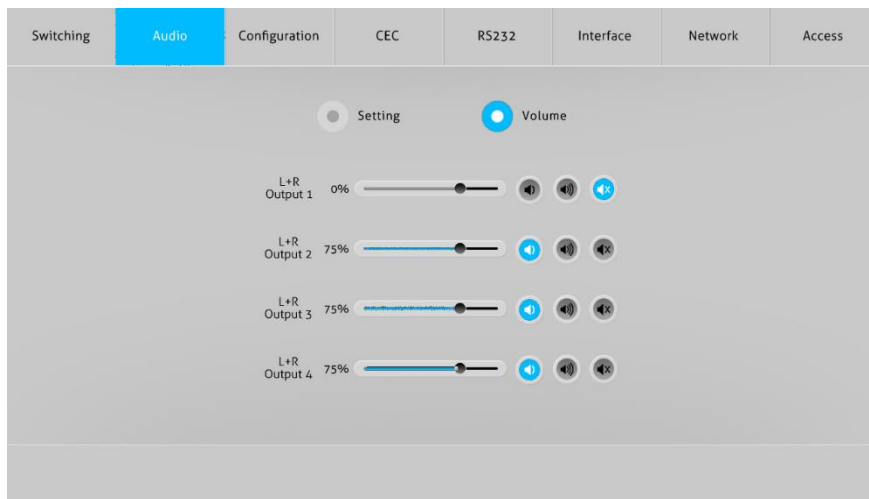 Switching Audio Configuration CEC RS232 Interface Network Access
Setting Volume
L+R
Output 1 0%
L+R
Output 2 75%
L+R
Output 3 75%
L+R
Output 4 75%